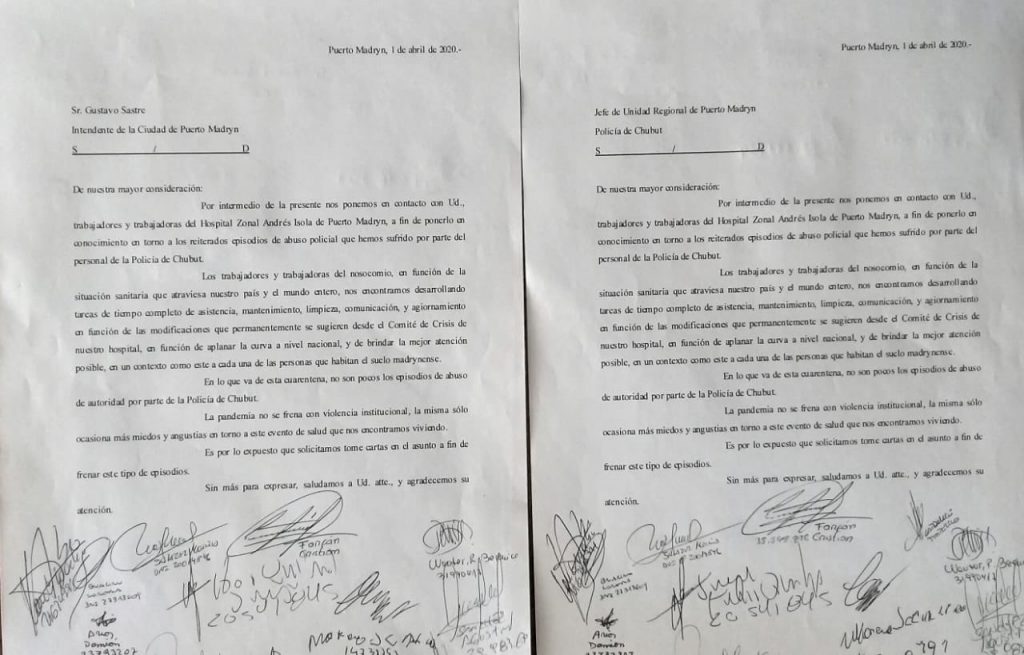 Puerto Madryn, 1 de abril de 2020.-
Sr. Gustavo Sastre
Intendente de la Ciudad de Puerto Madryn
S / D
De nuestra mayor consideración:
Por intermedio de la presente nos ponemos en contacto con Ud.,
trabajadores y trabajadoras del Hospital Zonal Andrés Isola de Puerto Madryn, a fin de ponerlo en
conocimiento en torno a los reiterados episodios de abuso policial que hemos sufrido por parte del
personal de la Policía de Chubut.
Los trabajadores y trabajadoras del nosocomio, en función de la
situación sanitaria que atraviesa nuestro país y el mundo entero, nos encontramos desarrollando
tareas de tiempo completo de asistencia, mantenimiento, limpieza, comunicación, y agiornamiento
en función de las modificaciones que permanentemente se sugieren desde el Comité de Crisis de
nuestro hospital, en función de aplanar la curva a nivel nacional, y de brindar la mejor atención
posible, en un contexto como este a cada una de las personas que habitan el suelo madrynense.
En lo que va de esta cuarentena, no son pocos los episodios de abuso
de autoridad por parte de la Policía de Chubut.
La pandemia no se frena con violencia institucional, la misma sólo
ocasiona más miedos y angustias en torno a este evento de salud que nos encontramos viviendo.
Es por lo expuesto que solicitamos tome cartas en el asunto a fin de
frenar este tipo de episodios.
Sin más para expresar, saludamos a Ud. atte., y agradecemos su
atención.
Farfan
Cristian
Puerto Madryn, 1 de abril de 2020.-
Jefe de Unidad Regional de Puerto Madryn
Policía de Chubut
S / D
De nuestra mayor consideración:
Por intermedio de la presente nos ponemos en contacto con Ud.,
trabajadores y trabajadoras del Hospital Zonal Andrés Isola de Puerto Madryn, a fin de ponerlo en
conocimiento en torno a los reiterados episodios de abuso policial que hemos sufrido por parte del
personal de la Policía de Chubut.
Los trabajadores y trabajadoras del nosocomio, en función de la
situación sanitaria que atraviesa nuestro país y el mundo entero, nos encontramos desarrollando
tareas de tiempo completo de asistencia, mantenimiento, limpieza, comunicación, y agiornamiento
en función de las modificaciones que permanentemente se sugieren desde el Comité de Crisis de
nuestro hospital, en función de aplanar la curva a nivel nacional, y de brindar la mejor atención
posible, en un contexto como este a cada una de las personas que habitan el suelo madrynense.
En lo que va de esta cuarentena, no son pocos los episodios de abuso
de autoridad por parte de la Policía de Chubut.
La pandemia no se frena con violencia institucional, la misma sólo
ocasiona más miedos y angustias en torno a este evento de salud que nos encontramos viviendo.
Es por lo expuesto que solicitamos tome cartas en el asunto a fin de
frenar este tipo de episodios.
Sin más para expresar, saludamos a Ud. atte., y agradecemos su
atención.
Farfan
Cristian